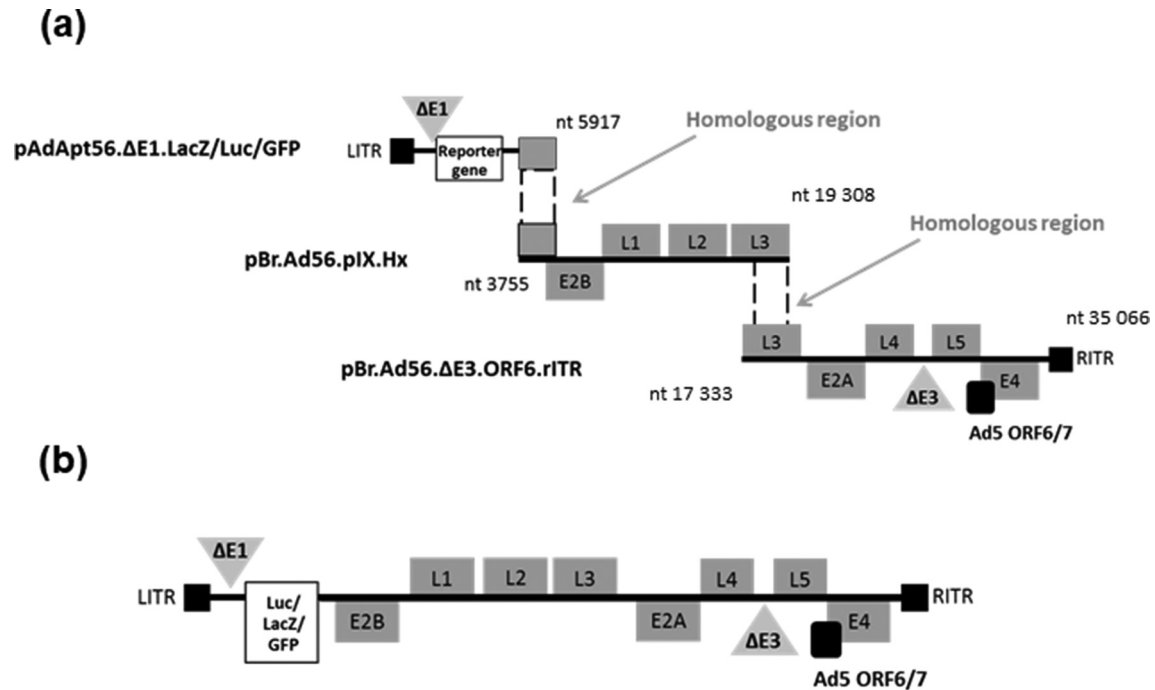 (a)
ΔE1
nt 5917
Homologous region
pAdApt56.ΔE1.LacZ/Luc/GFP
LITR
Reporter
gene
nt 19 308
Homologous region
L1
L2
L3
pBr.Ad56.pIX.Hx
nt 3755
E2B
nt 35 066
L3
L4
L5
RITR
pBr.Ad56.ΔE3.ORF6.rITR
E2A
E4
nt 17 333
ΔE3
Ad5 ORF6/7
(b)
ΔE1
L1
L2
L3
L4
L5
LITR
RITR
Luc/
LacZ/
GFP
E2B
E2A
E4
ΔE3
Ad5 ORF6/7